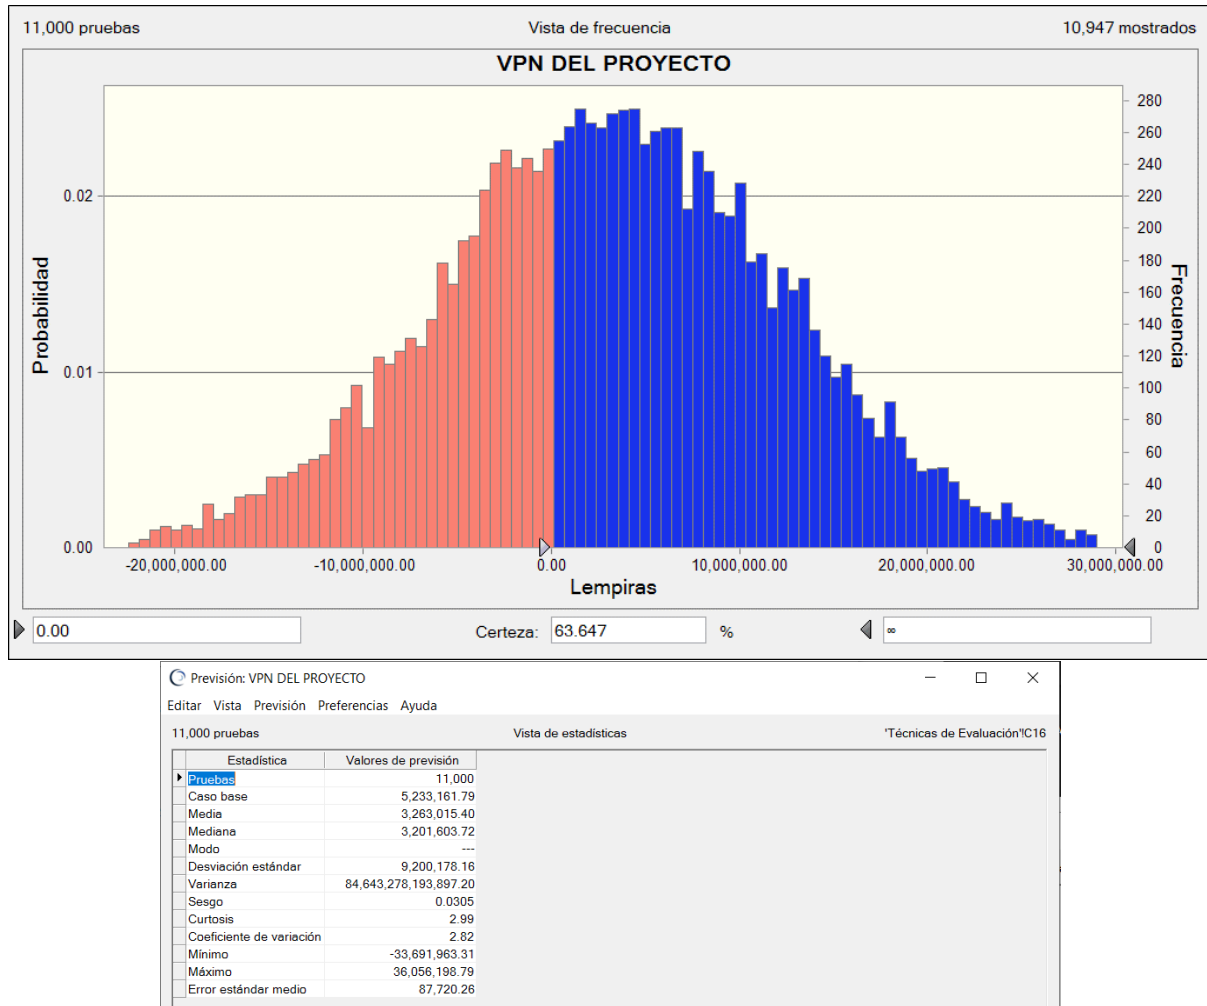 11,000 pruebas Vista de frecuencia 10,947 mostrados
VPN DEL PROYECTO
Probabilidad
0.02
0.01
0.00
280
260
240
220
200
180
160
140
120
100
80
60
40
20
0
Frecuencia
-20,000,000.00 -10,000,000.00 0.00 10,000,000.00 20,000,000.00 30,000,000.00
Lempiras
0.00 Certeza: 63.647 % ∞
Previsión: VPN DEL PROYECTO
Editar Vista Previsión Preferencias Ayuda
11,000 pruebas Vista de estadísticas 'Técnicas de Evaluación'!C16
Estadística Valores de previsión
Pruebas 11,000
Caso base 5,233,161.79
Media 3,263,015.40
Mediana 3,201,603.72
Modo ---
Desviación estándar 9,200,178.16
Varianza 84,643,278,193,897.20
Sesgo 0.0305
Curtosis 2.99
Coeficiente de variación 2.82
Mínimo -33,691,963.31
Máximo 36,056,198.79
Error estándar medio 87,720.26